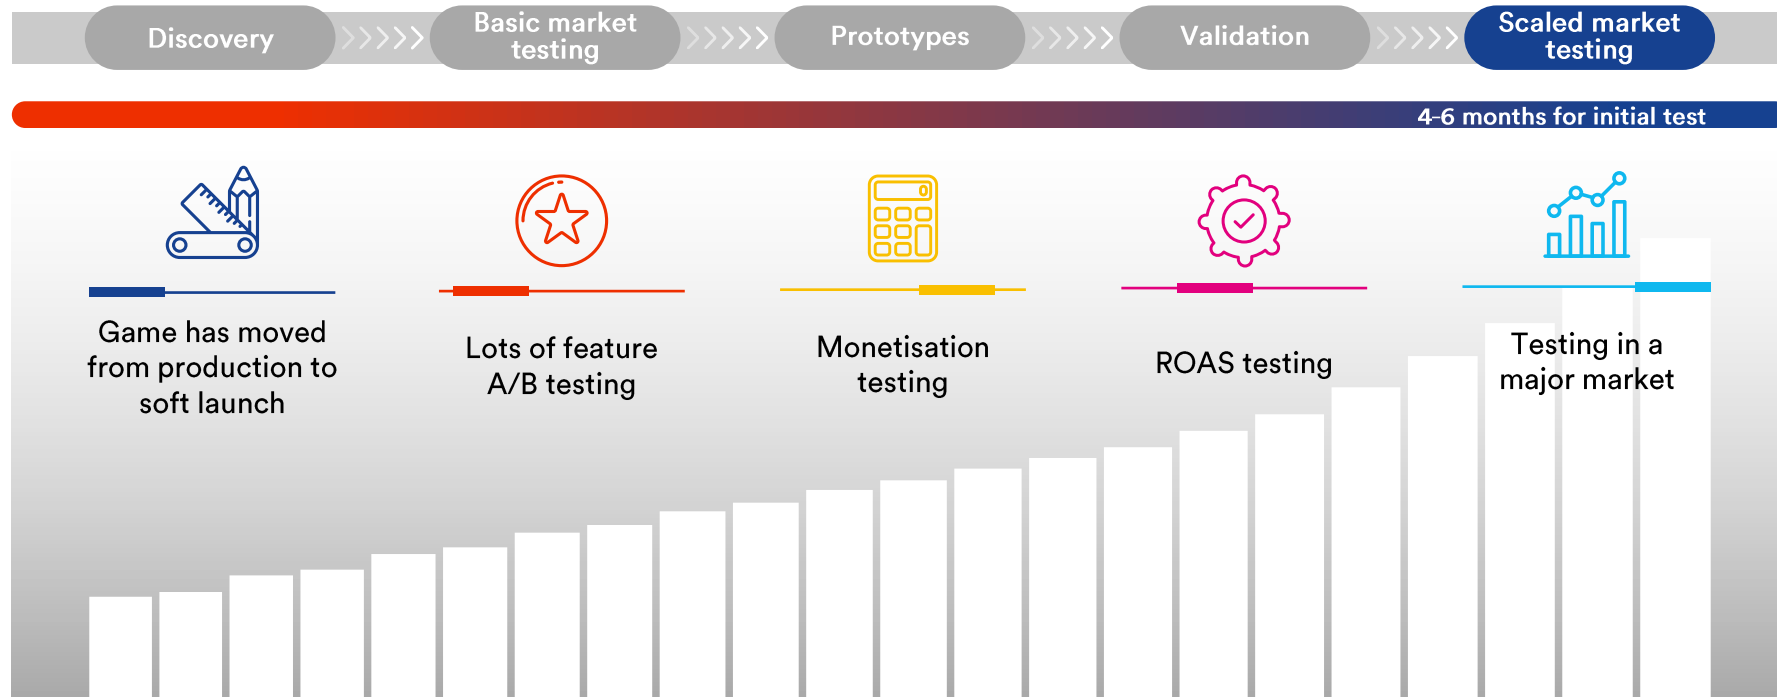 Discovery
Basic market
testing
Prototypes
Validation
Scaled market
testing
4-6 months for initial test
Game has moved
from production to
soft launch
Lots of feature
A/B testing
Monetisation
testing
ROAS testing
Testing in a
major market